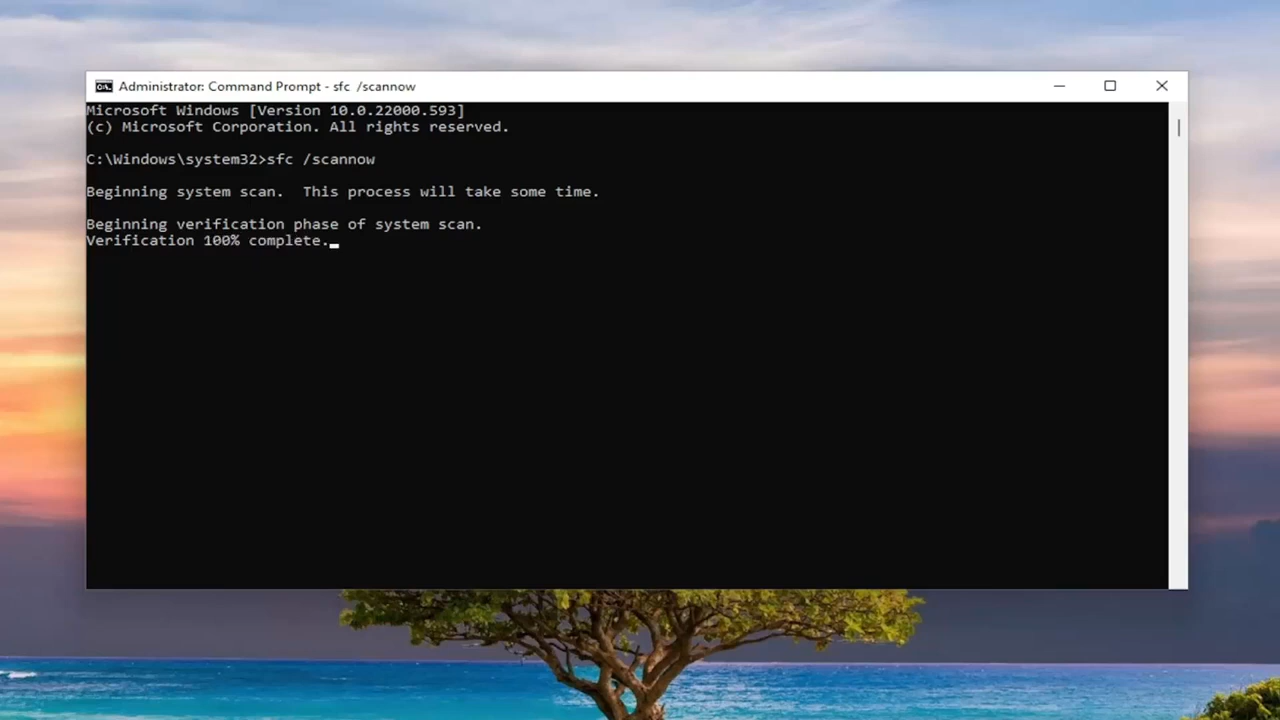 Administrator: Command Prompt - sfc  /scannow
Microsoft Windows [Version 10.0.22000.593]
(c) Microsoft Corporation. All rights reserved.
C:\Windows\system32>sfc /scannow
Beginning system scan.  This process will take some time.
Beginning verification phase of system scan.
Verification 100% complete.